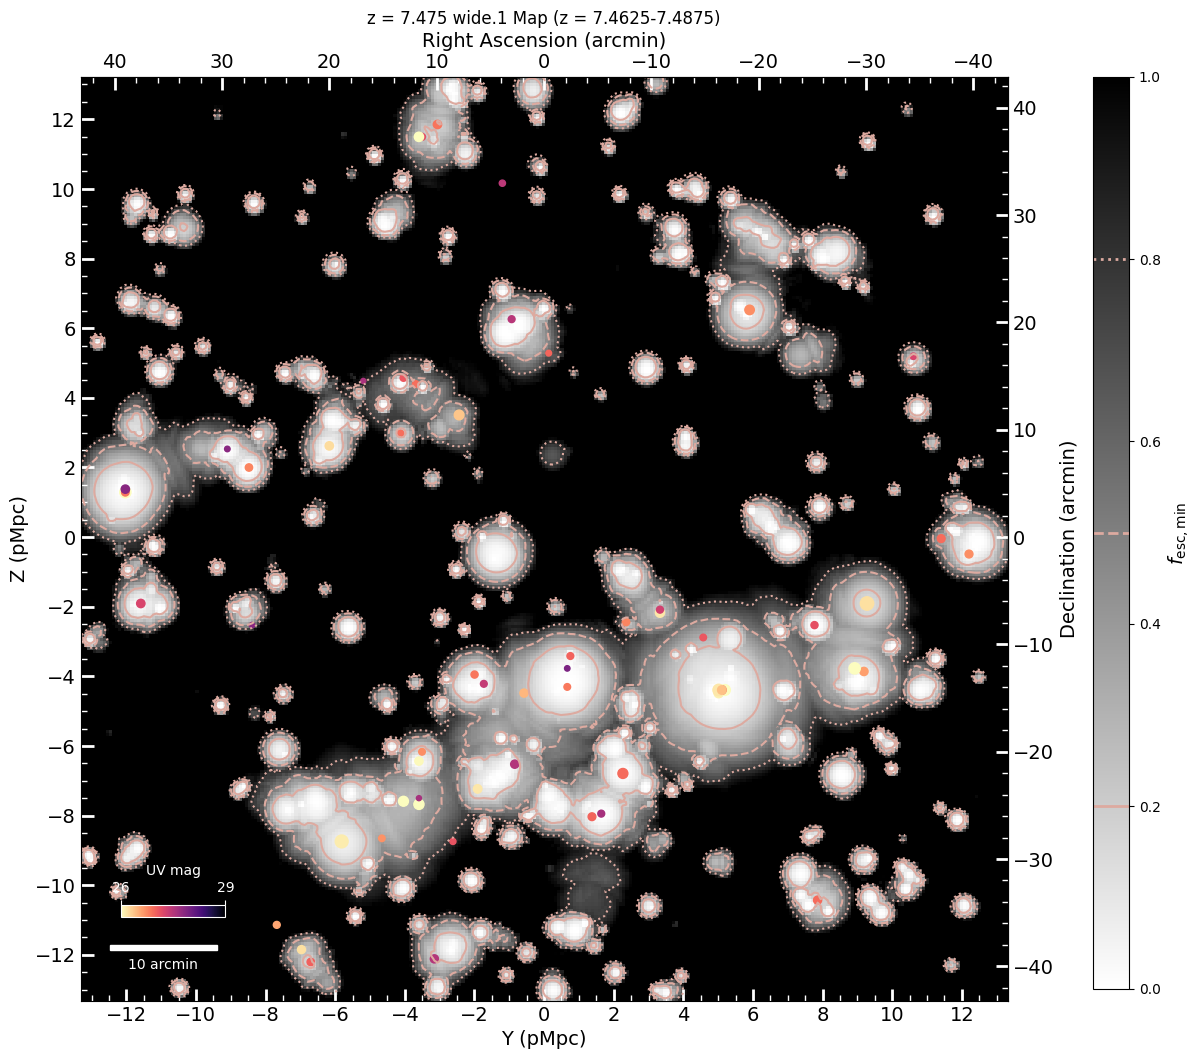 z = 7.475 wide.1 Map (z = 7.4625-7.4875)
Right Ascension (arcmin)
40 30 20 10 0 −10 −20 −30 −40
12
10
8
6
4
2
0
−2
−4
−6
−8
−10
−12
Z (pMpc)
40
30
20
10
0
−10
−20
−30
−40
Declination (arcmin)
UV mag
26 29
10 arcmin
−12 −10 −8 −6 −4 −2 0 2 4 6 8 10 12
Y (pMpc)
1.0
0.8
0.6
0.4
0.2
0.0
f_esc,min